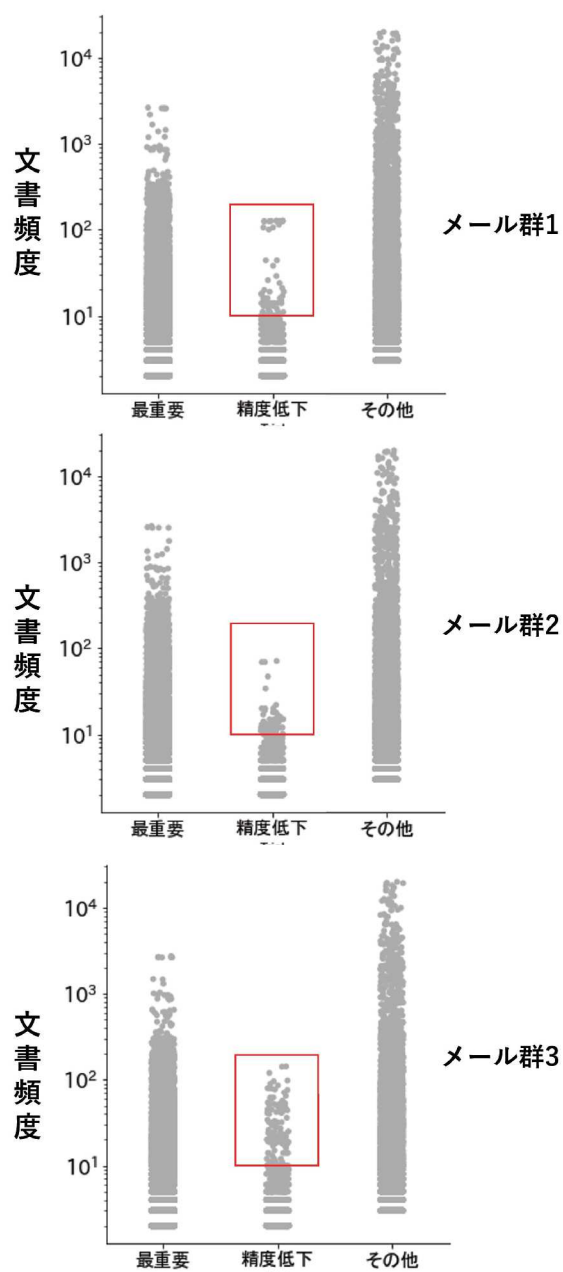 文書頻度
10⁴
10³
10²
10¹
最重要
精度低下
その他
メール群1
文書頻度
10⁴
10³
10²
10¹
最重要
精度低下
その他
メール群2
文書頻度
10⁴
10³
10²
10¹
最重要
精度低下
その他
メール群3